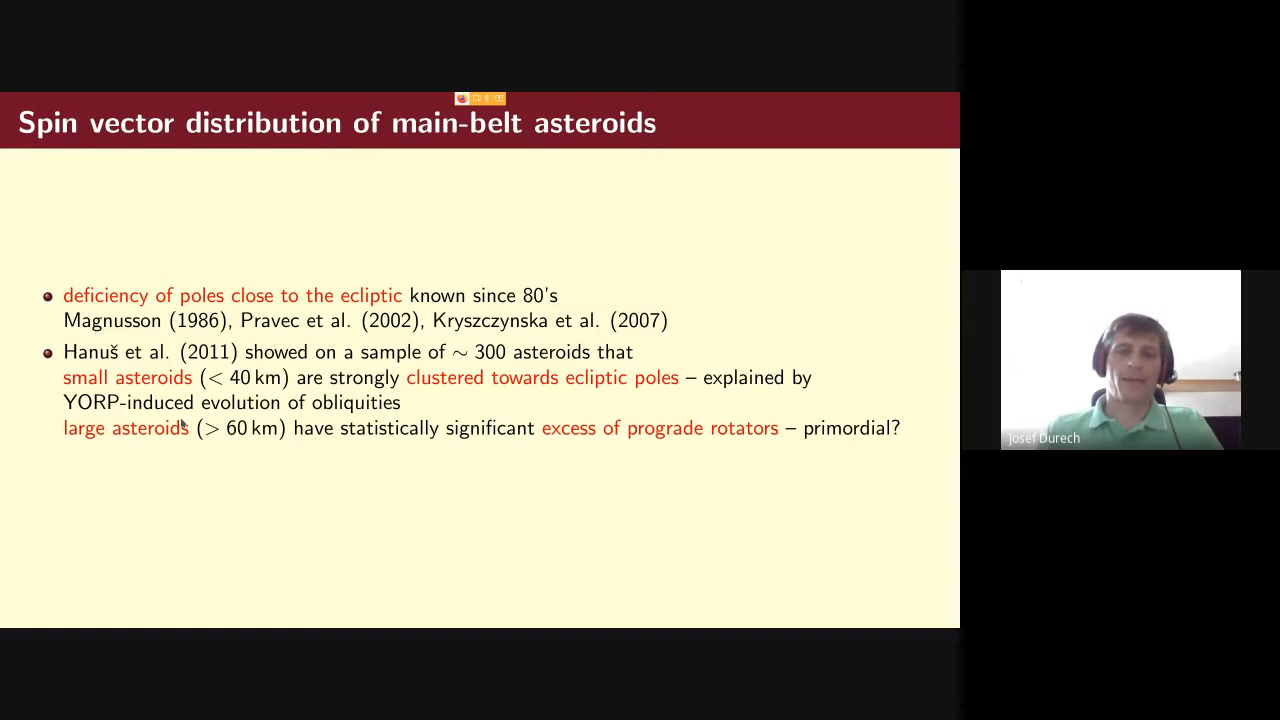 Spin vector distribution of main-belt asteroids
deficiency of poles close to the ecliptic known since 80's
Magnusson (1986), Pravec et al. (2002), Kryszczynska et al. (2007)
Hanuš et al. (2011) showed on a sample of ~ 300 asteroids that
small asteroids (< 40 km) are strongly clustered towards ecliptic poles – explained by
YORP-induced evolution of obliquities
large asteroids (> 60 km) have statistically significant excess of prograde rotators – primordial?
Josef Durech